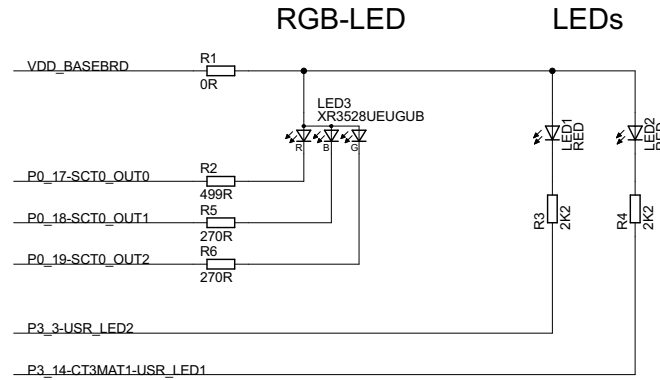 RGB-LED LEDs
VDD_BASEBRD
R1
0R
LED3
XR3528UEUGUB
R B G
LED1
RED
LED2
RED
P0_17-SCT0_OUT0
R2
499R
P0_18-SCT0_OUT1
R5
270R
P0_19-SCT0_OUT2
R6
270R
R3
2K2
R4
2K2
P3_3-USR_LED2
P3_14-CT3MAT1-USR_LED1